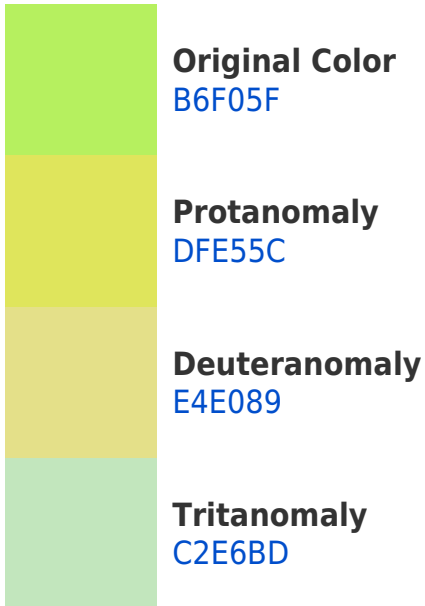 Original Color
B6F05F
Protanomaly
DFE55C
Deuteranomaly
E4E089
Tritanomaly
C2E6BD